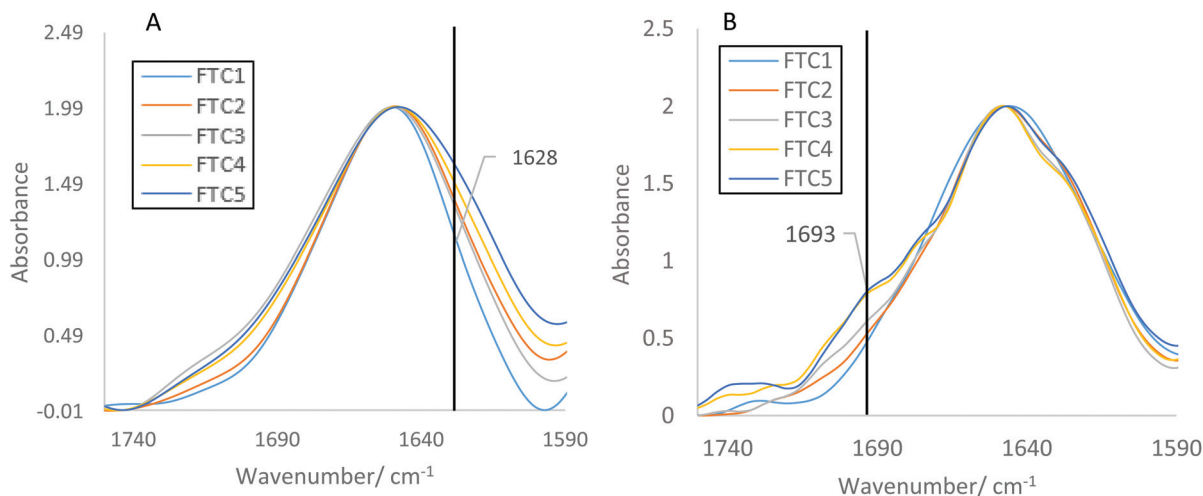 A
2.49
1.99
1.49
0.99
0.49
-0.01
Absorbance
FTC1
FTC2
FTC3
FTC4
FTC5
1628
1740
1690
1640
1590
Wavenumber/ cm⁻¹
B
2.5
2
1.5
1
0.5
0
Absorbance
FTC1
FTC2
FTC3
FTC4
FTC5
1693
1740
1690
1640
1590
Wavenumber/ cm⁻¹